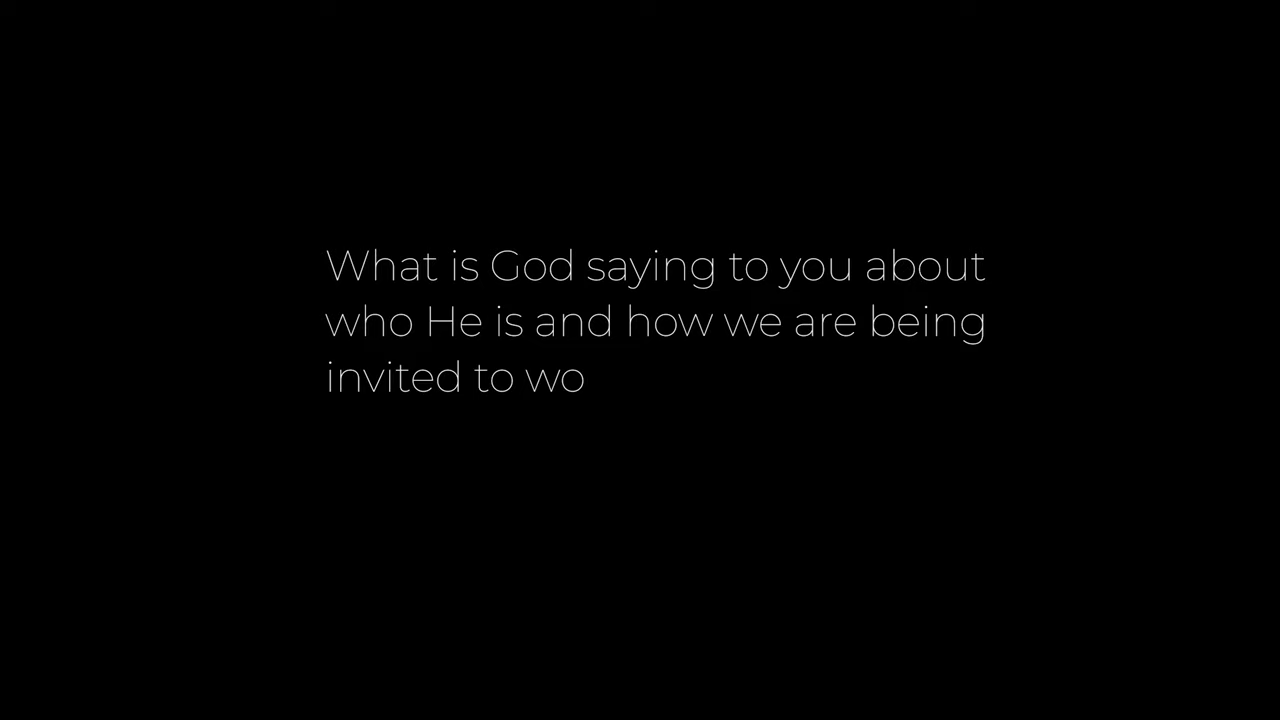 What is God saying to you about
who He is and how we are being
invited to wo